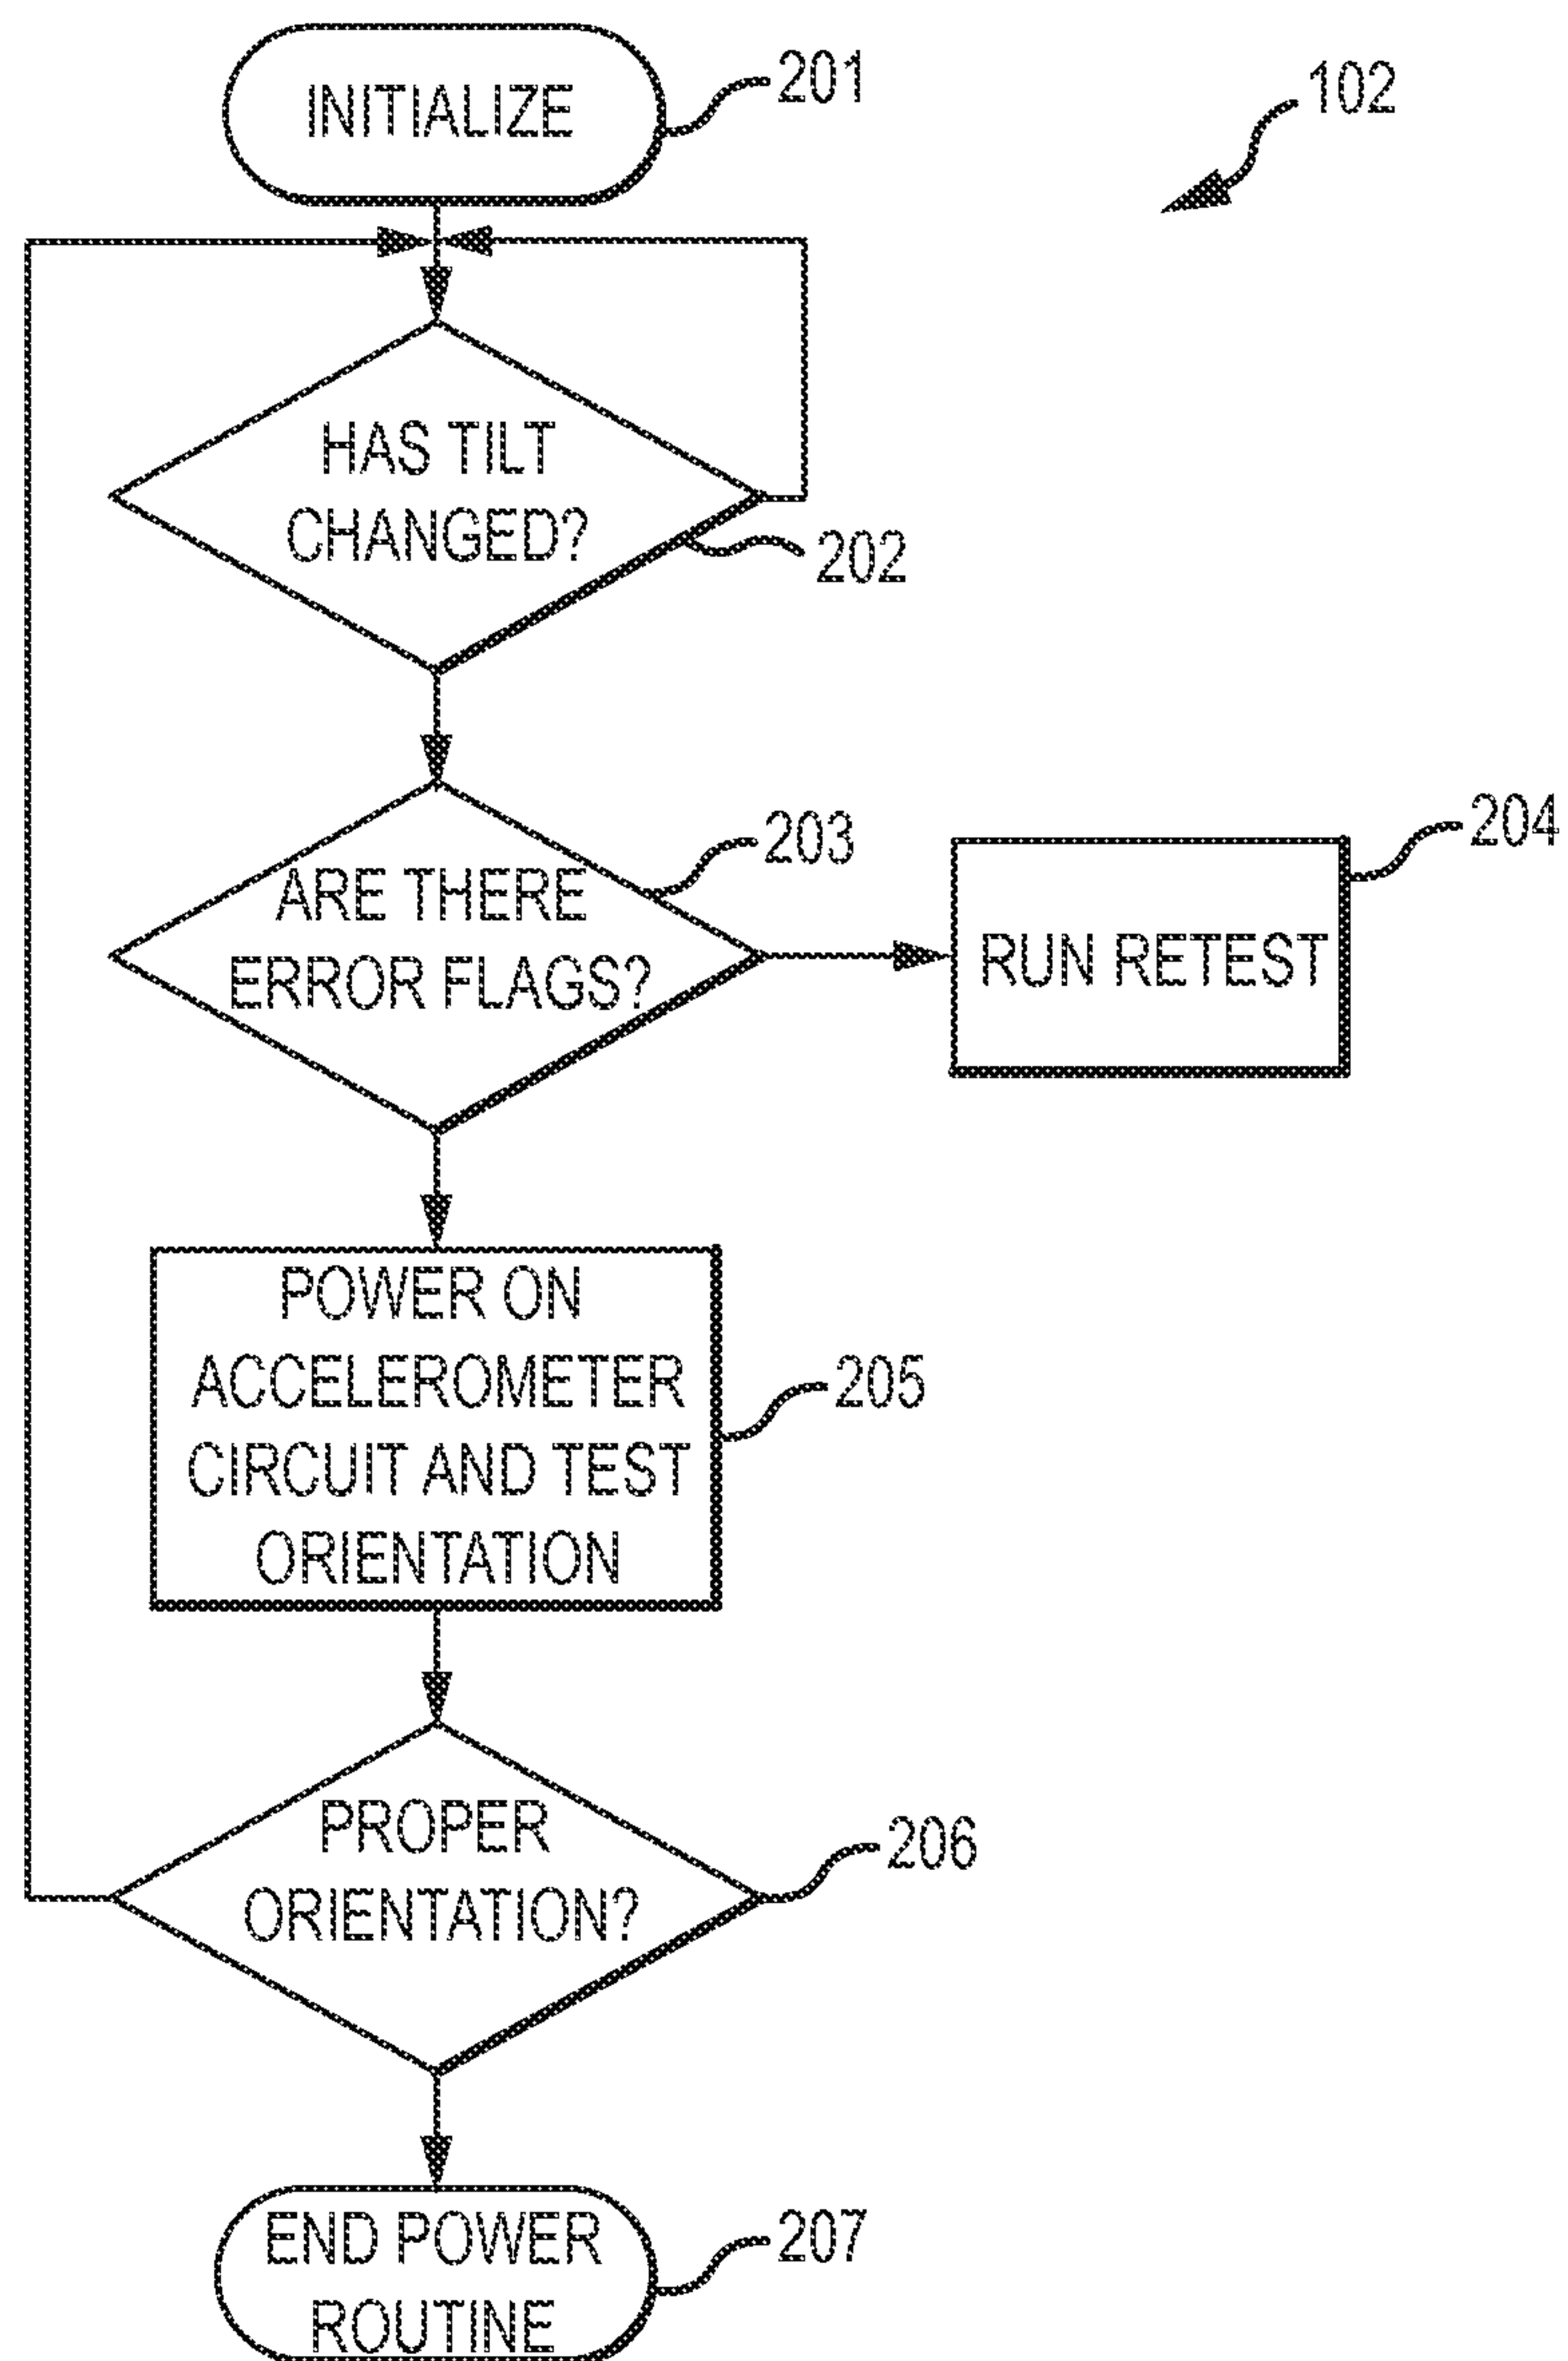 INITIALIZE
201
102
HAS TILT
CHANGED?
202
203
ARE THERE
ERROR FLAGS?
204
RUN RETEST
POWER ON
ACCELEROMETER
CIRCUIT AND TEST
ORIENTATION
205
PROPER
ORIENTATION?
206
END POWER
ROUTINE
207